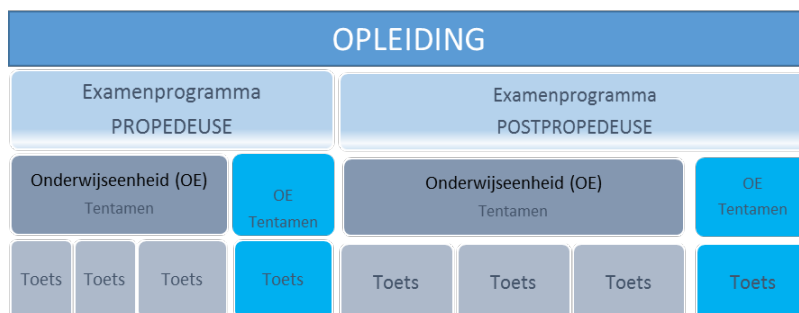 OPLEIDING
Examenprogramma
PROPEDEUSE
Examenprogramma
POSTPROPEDEUSE
Onderwijseenheid (OE)
Tentamen
OE
Tentamen
Onderwijseenheid (OE)
Tentamen
OE
Tentamen
Toets
Toets
Toets
Toets
Toets
Toets
Toets
Toets